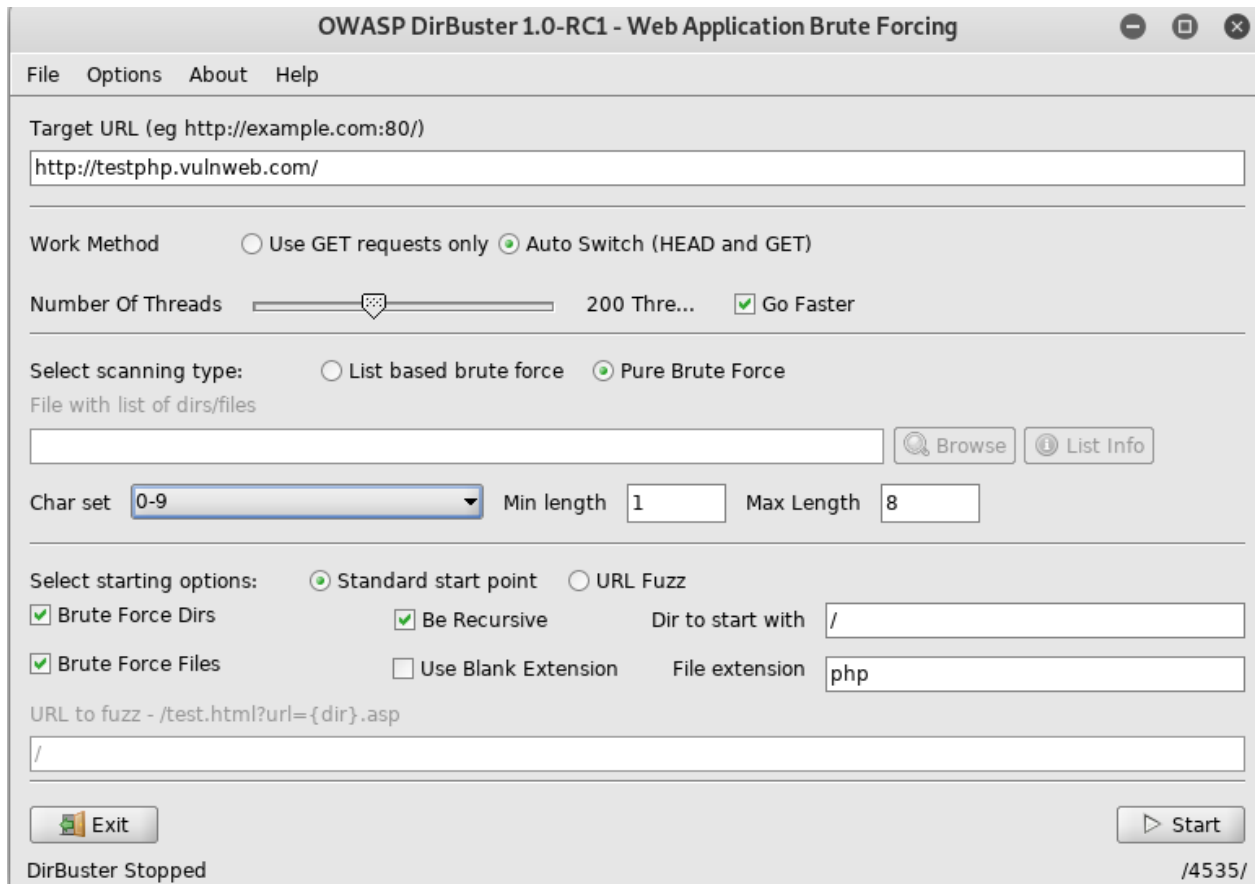 OWASP DirBuster 1.0-RC1 - Web Application Brute Forcing
File Options About Help
Target URL (eg http://example.com:80/)
http://testphp.vulnweb.com/
Work Method Use GET requests only Auto Switch (HEAD and GET)
Number Of Threads 200 Thre... Go Faster
Select scanning type: List based brute force Pure Brute Force
File with list of dirs/files
Browse List Info
Char set 0-9 Min length 1 Max Length 8
Select starting options: Standard start point URL Fuzz
Brute Force Dirs Be Recursive Dir to start with /
Brute Force Files Use Blank Extension File extension php
URL to fuzz - /test.html?url={dir}.asp
/
Exit Start
DirBuster Stopped /4535/